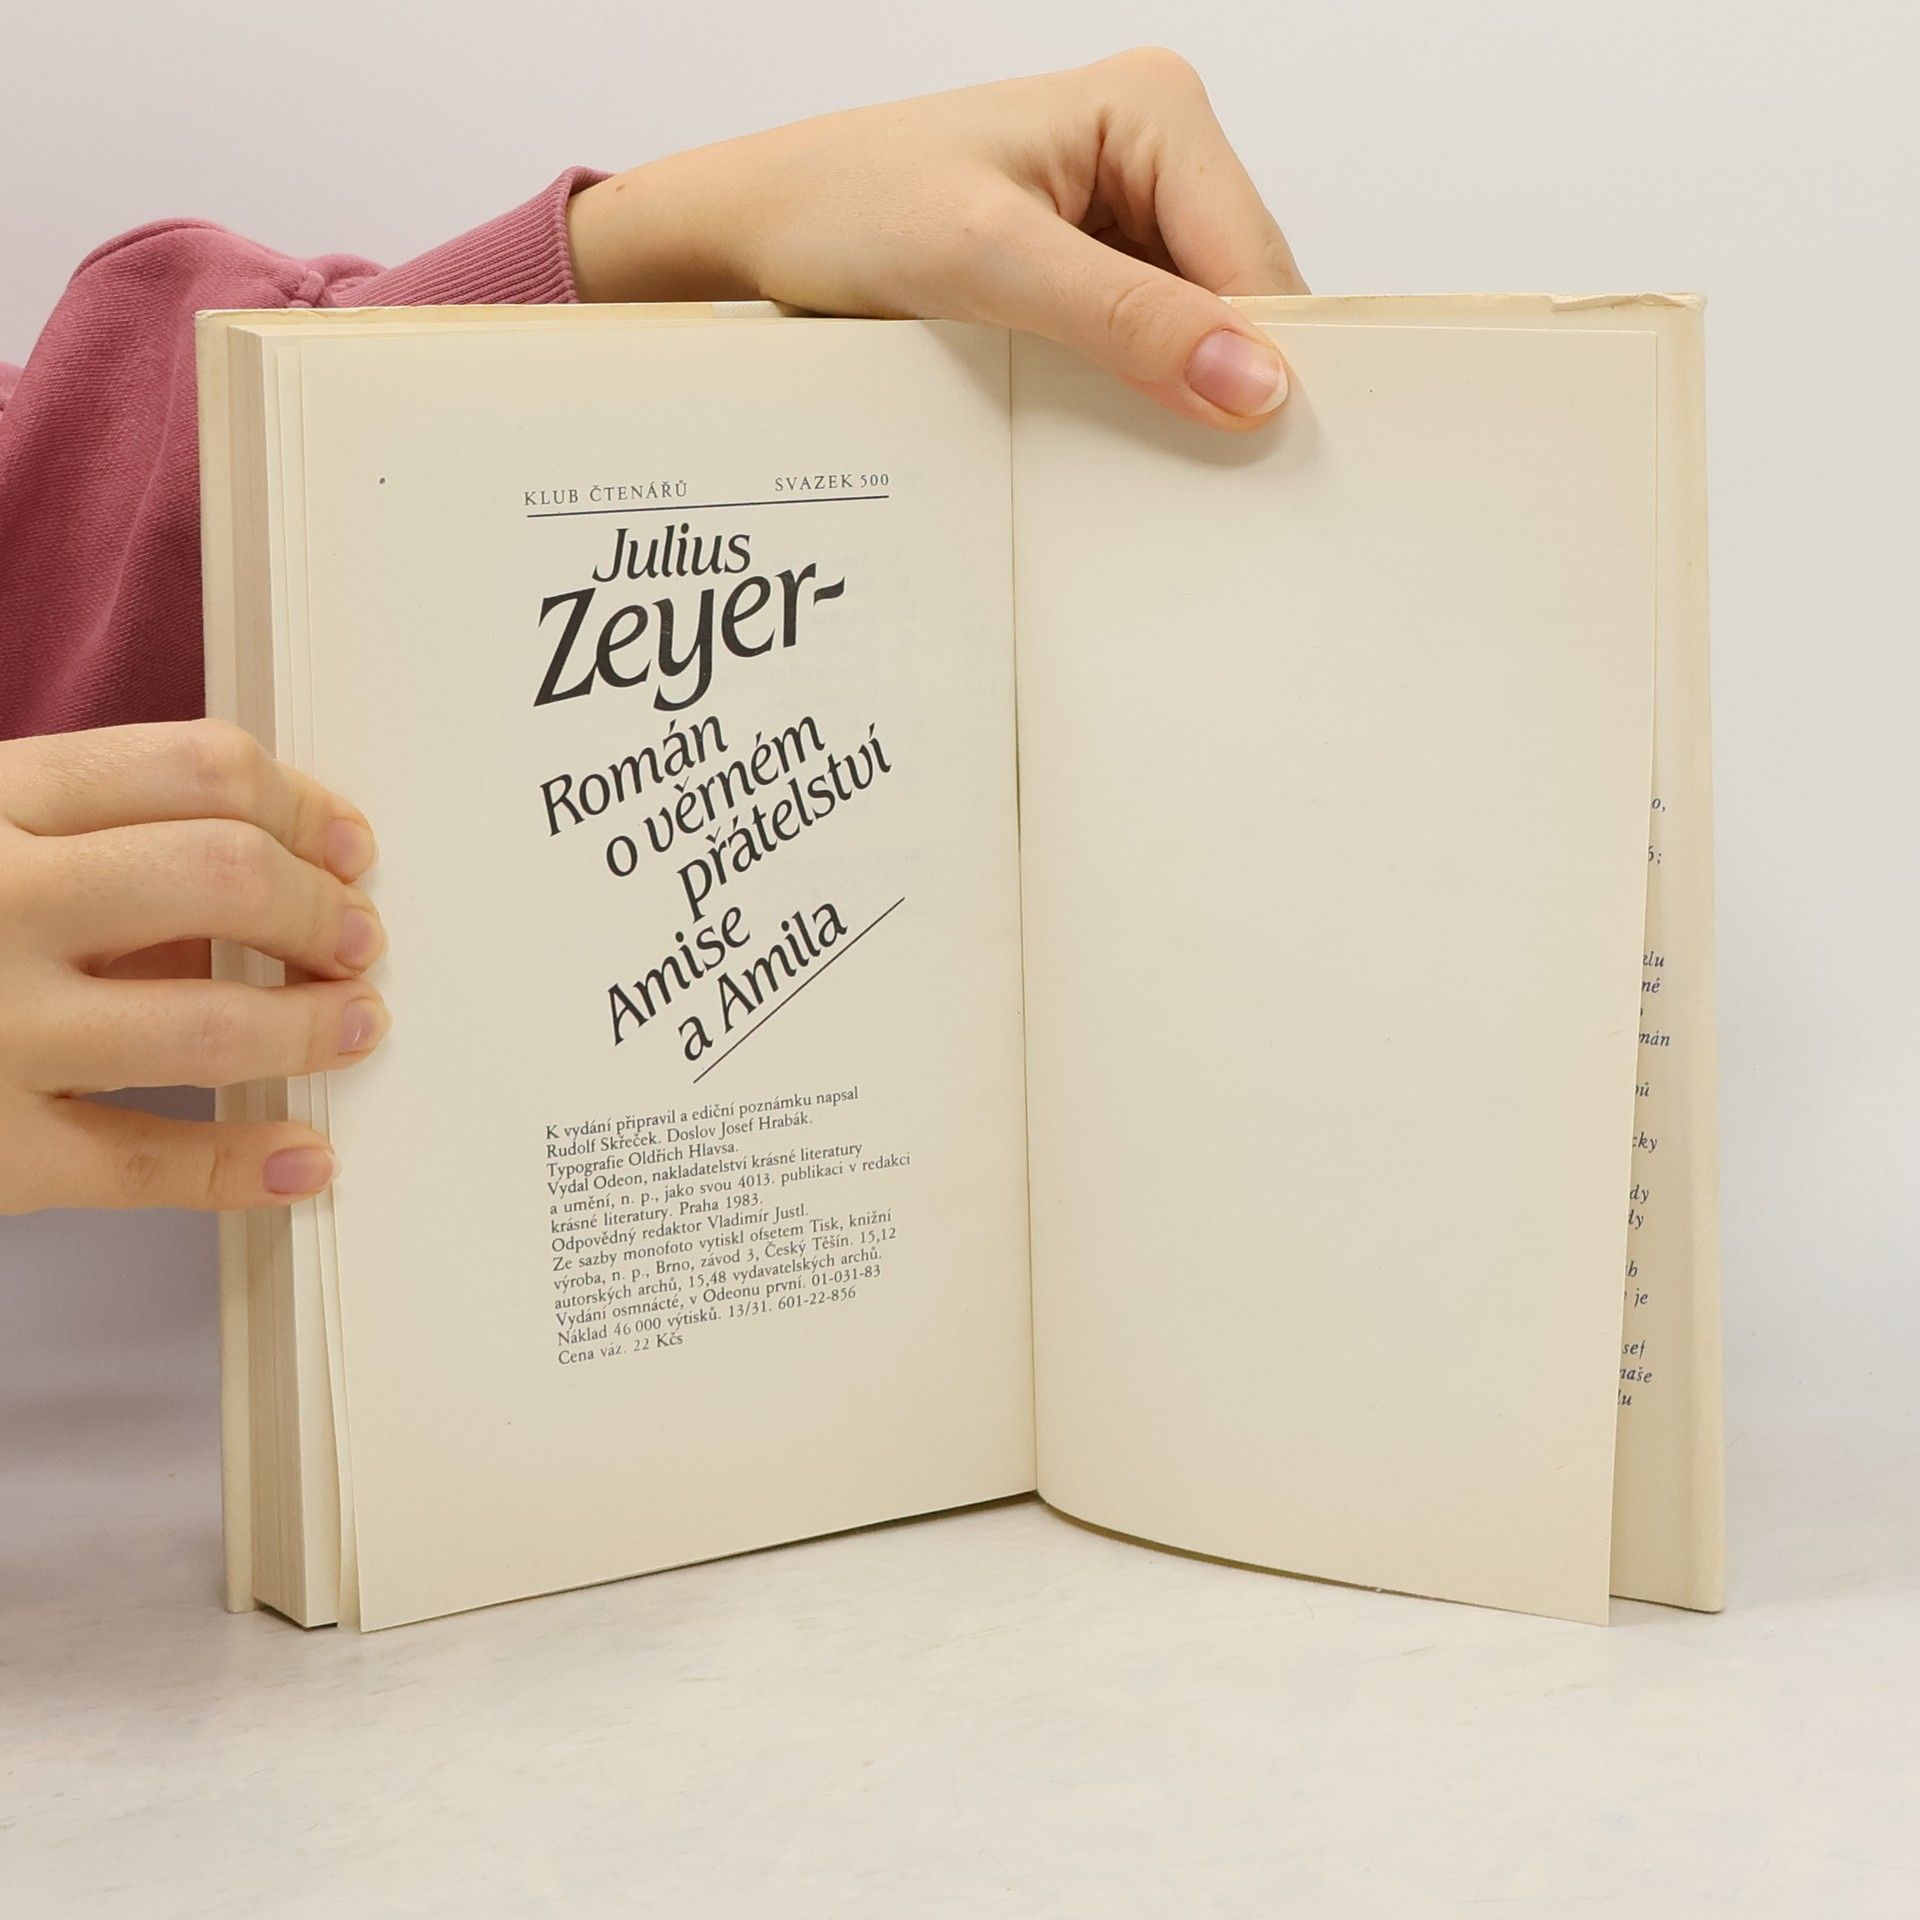 KLUB ČTENÁŘŮ SVAZEK 500
Julius
Zeyer-
Román
o věrném
přátelství
Amise
a Amila
K vydání připravil a ediční poznámku napsal
Rudolf Skřeček. Doslov Josef Hrabák.
Typografie Oldřich Hlavsa.
Vydal Odeon, nakladatelství krásné literatury
a umění, n. p., jako svou 4013. publikaci v redakci
krásné literatury. Praha 1983.
Odpovědný redaktor Vladimír Justl.
Ze sazby monofoto vytiskl ofsetem Tisk, knižní
výroba, n. p., Brno, závod 3, Český Těšín. 15,12
autorských archů, 15,48 vydavatelských archů.
Vydání osmnácté, v Odeonu první. 01-031-83
Náklad 46 000 výtisků. 13/31. 601-22-856
Cena váz. 22 Kčs
je
naše